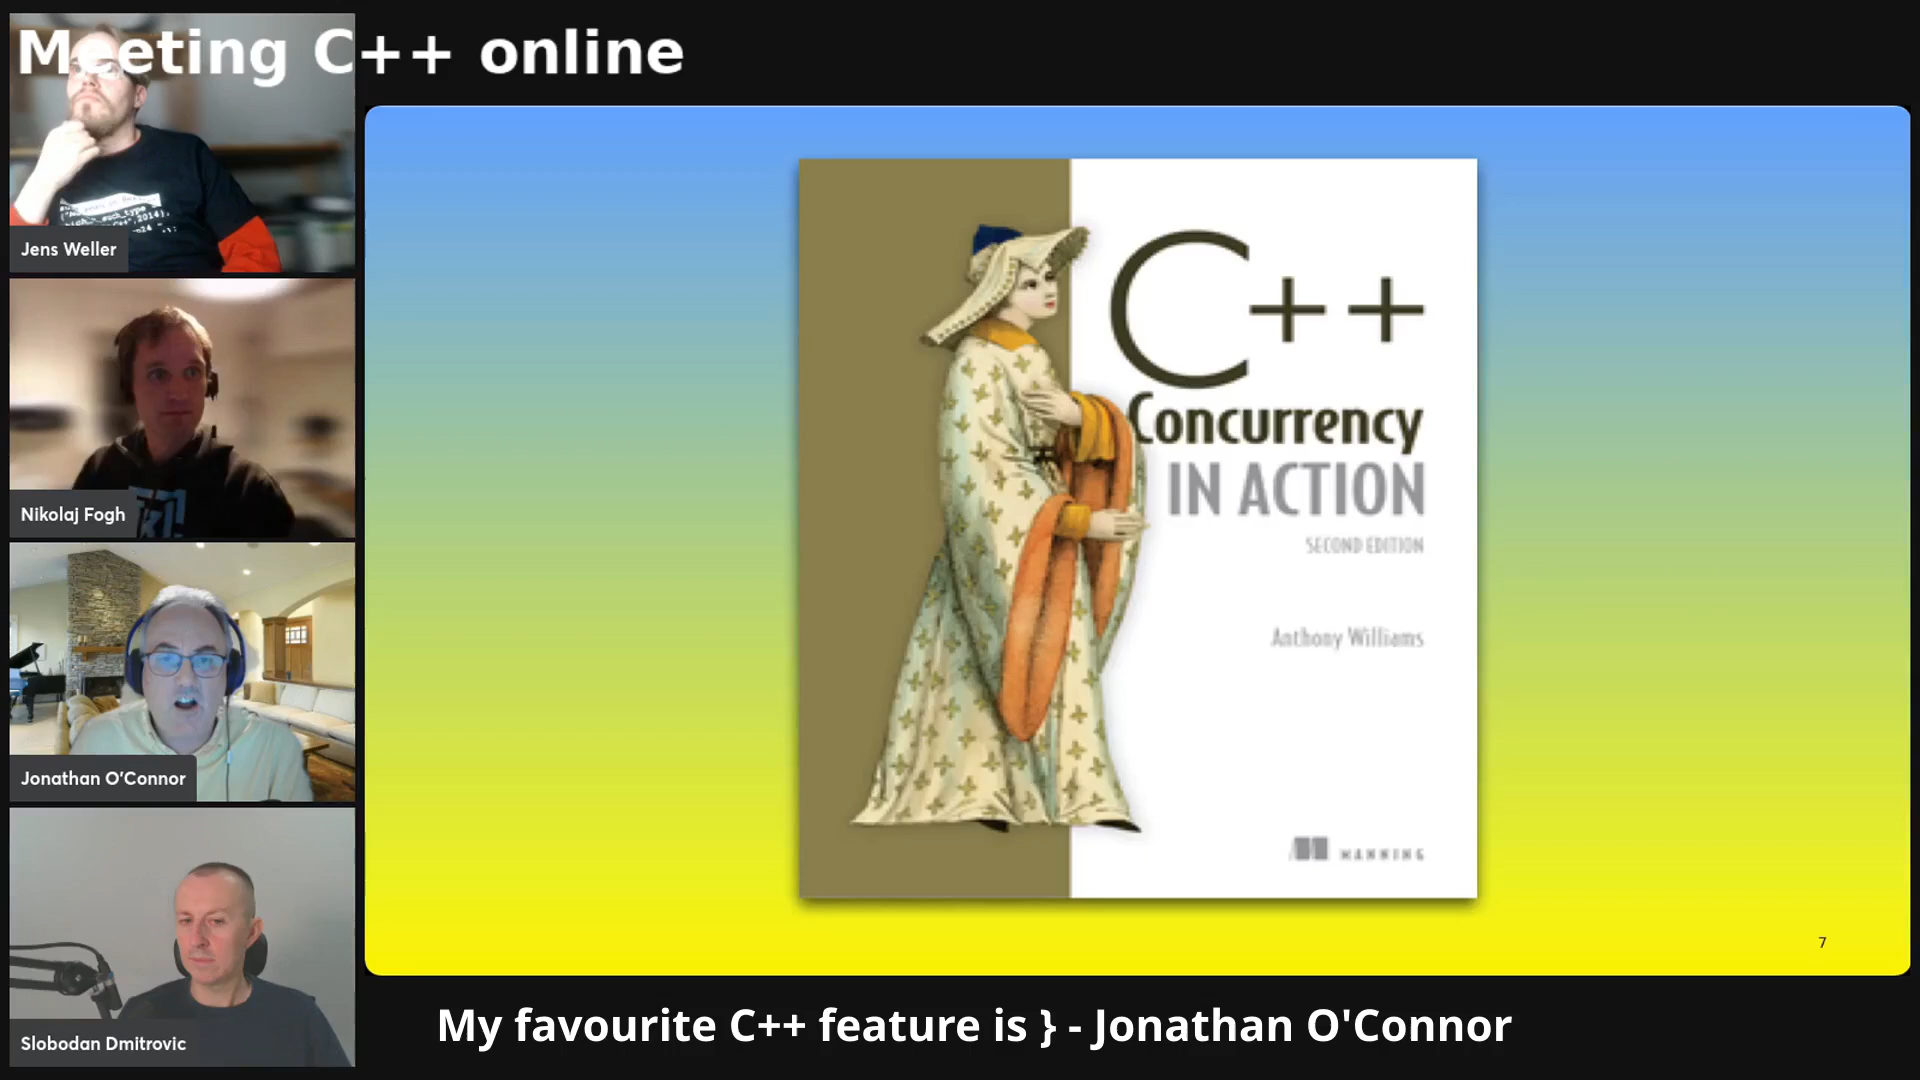 Meeting C++ online
Jens Weller
Nikolaj Fogh
Jonathan O'Connor
Slobodan Dmitrovic
C++
Concurrency
IN ACTION
SECOND EDITION
Anthony Williams
MANNING
7
My favourite C++ feature is } - Jonathan O'Connor